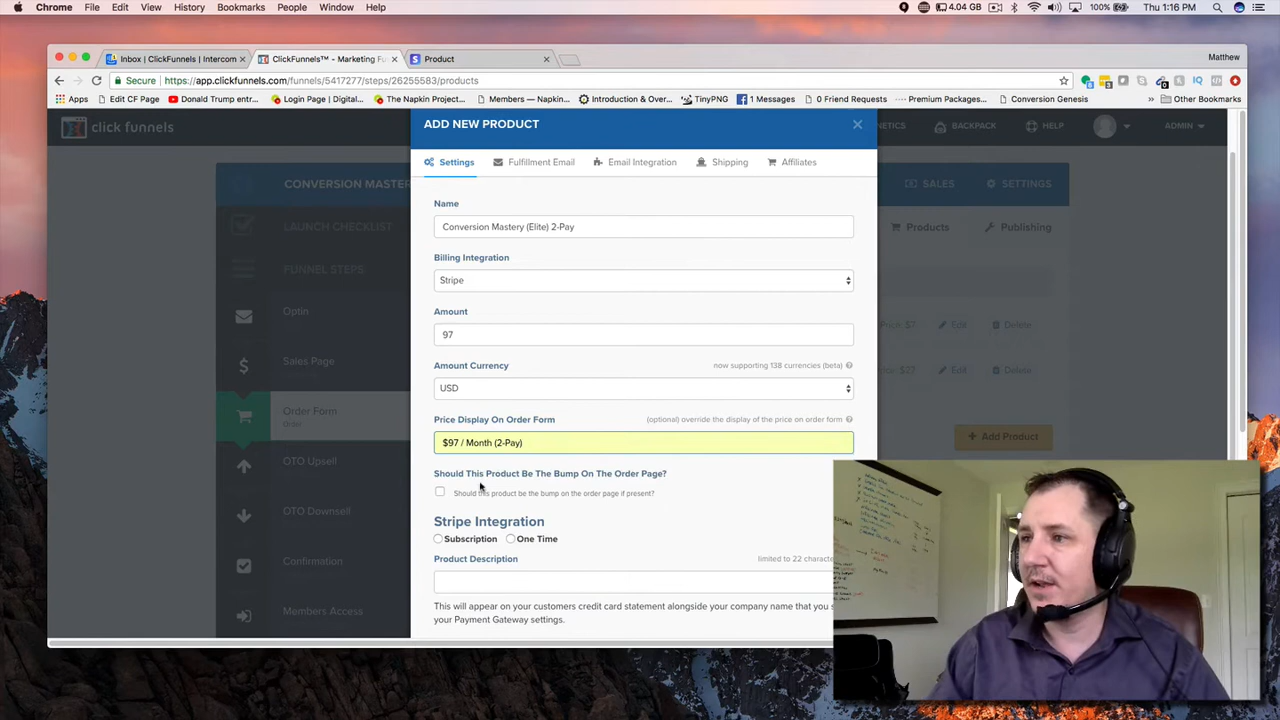 Chrome File Edit View History Bookmarks People Window Help 4.04 GB 100% Thu 1:16 PM
Inbox | ClickFunnels | Intercom ClickFunnels™ - Marketing Fu Product Matthew
Secure https://app.clickfunnels.com/funnels/5417277/steps/26255583/products
Apps Edit CF Page Donald Trump entr... Login Page | Digital... The Napkin Project... Members — Napkin... Introduction & Over... TinyPNG 1 Messages 0 Friend Requests Premium Packages... Conversion Genesis » Other Bookmarks
click funnels ADD NEW PRODUCT NETICS BACKPACK HELP ADMIN
Settings Fulfillment Email Email Integration Shipping Affiliates
CONVERSION MASTER SALES SETTINGS
Name
LAUNCH CHECKLIST Conversion Mastery (Elite) 2-Pay Products Publishing
Billing Integration
FUNNEL STEPS
Stripe
Optin Amount
97 Price: $7 Edit Delete
Sales Page Amount Currency now supporting 138 currencies (beta) Price: $27 Edit Delete
USD
Order Form Price Display On Order Form (optional) override the display of the price on order form
Order
$97 / Month (2-Pay) Add Product
OTO Upsell Should This Product Be The Bump On The Order Page?
Should this product be the bump on the order page if present?
OTO Downsell Stripe Integration
Subscription One Time
Confirmation Product Description limited to 22 characte
Members Access This will appear on your customers credit card statement alongside your company name that you s
your Payment Gateway settings.